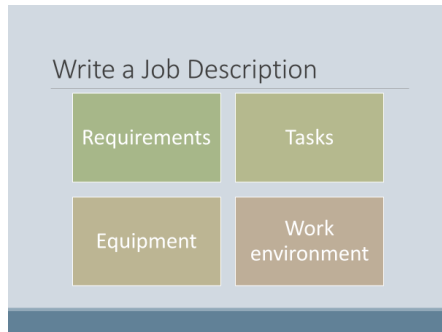 Write a Job Description
Requirements
Tasks
Equipment
Work
environment